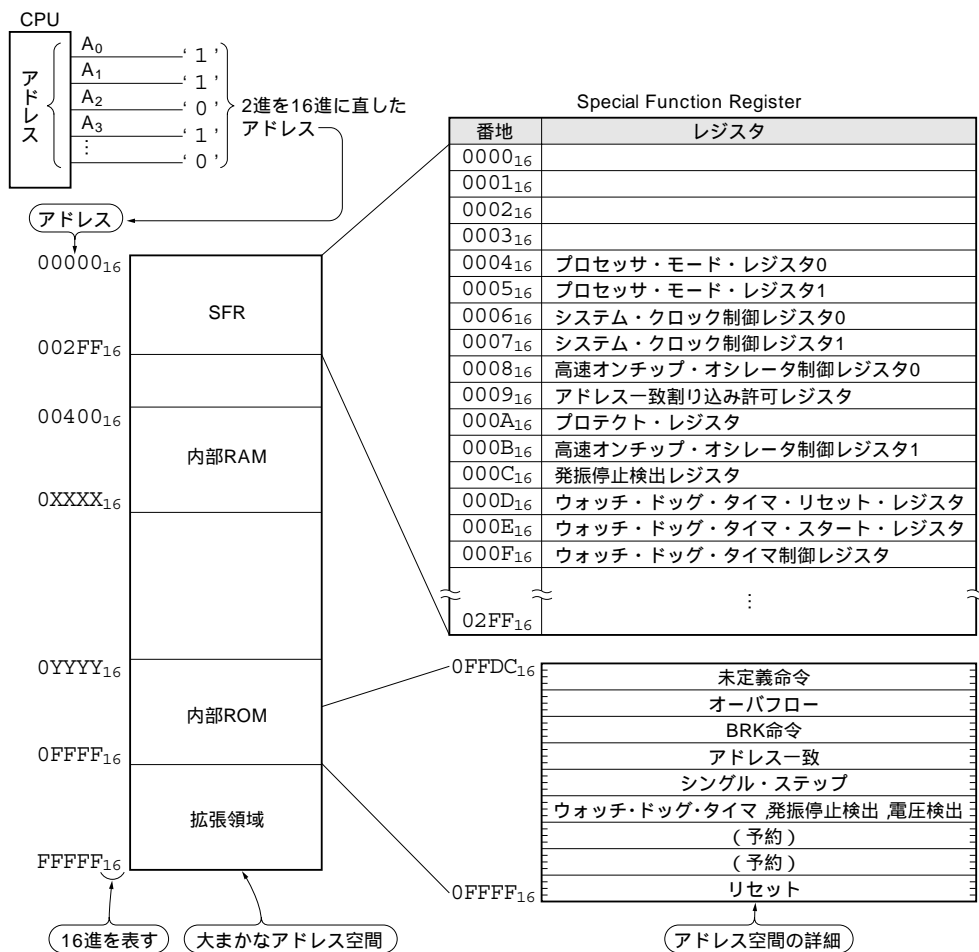 CPU
アドレス
A0 '1'
A1 '1'
A2 '0'
A3 '1'
⋮ '0'
2進を16進に直した
アドレス
アドレス
00000₁₆
SFR
002FF₁₆
00400₁₆
内部RAM
0XXXX₁₆
0YYYY₁₆
内部ROM
0FFFF₁₆
拡張領域
FFFFF₁₆
16進を表す
大まかなアドレス空間
Special Function Register
番地 レジスタ
0000₁₆
0001₁₆
0002₁₆
0003₁₆
0004₁₆ プロセッサ・モード・レジスタ0
0005₁₆ プロセッサ・モード・レジスタ1
0006₁₆ システム・クロック制御レジスタ0
0007₁₆ システム・クロック制御レジスタ1
0008₁₆ 高速オンチップ・オシレータ制御レジスタ0
0009₁₆ アドレス一致割り込み許可レジスタ
000A₁₆ プロテクト・レジスタ
000B₁₆ 高速オンチップ・オシレータ制御レジスタ1
000C₁₆ 発振停止検出レジスタ
000D₁₆ ウォッチ・ドッグ・タイマ・リセット・レジスタ
000E₁₆ ウォッチ・ドッグ・タイマ・スタート・レジスタ
000F₁₆ ウォッチ・ドッグ・タイマ制御レジスタ
⋮
02FF₁₆
0FFDC₁₆ 未定義命令
オーバフロー
BRK命令
アドレス一致
シングル・ステップ
ウォッチ・ドッグ・タイマ,発振停止検出,電圧検出
(予約)
(予約)
0FFFF₁₆ リセット
アドレス空間の詳細